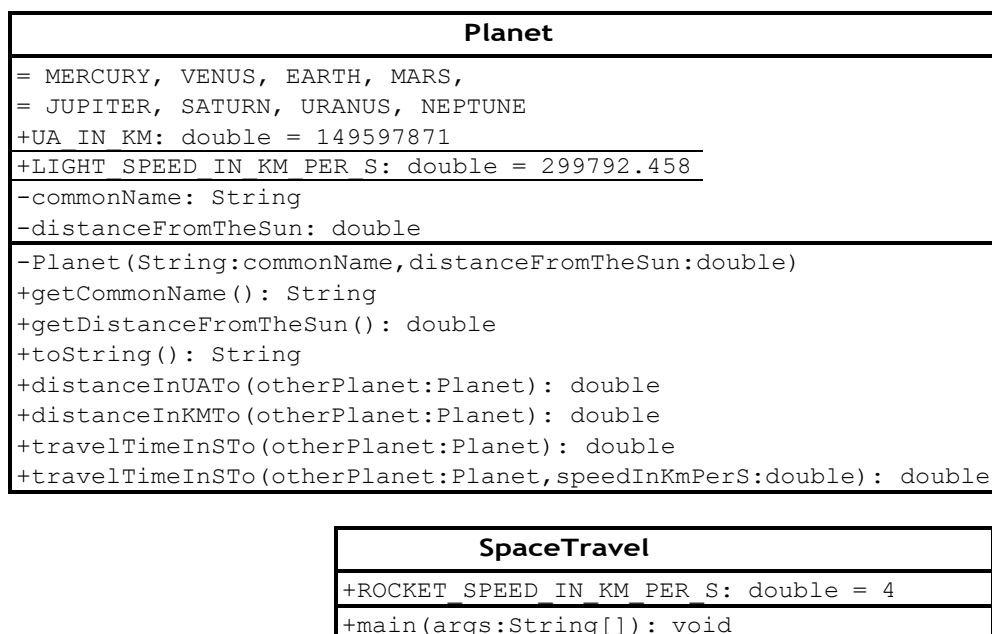 Planet
= MERCURY, VENUS, EARTH, MARS,
= JUPITER, SATURN, URANUS, NEPTUNE
+UA_IN_KM: double = 149597871
+LIGHT_SPEED_IN_KM_PER_S: double = 299792.458
-commonName: String
-distanceFromTheSun: double
-Planet(String:commonName,distanceFromTheSun:double)
+getCommonName(): String
+getDistanceFromTheSun(): double
+toString(): String
+distanceInUATo(otherPlanet:Planet): double
+distanceInKMTo(otherPlanet:Planet): double
+travelTimeInSTo(otherPlanet:Planet): double
+travelTimeInSTo(otherPlanet:Planet,speedInKmPerS:double): double
SpaceTravel
+ROCKET_SPEED_IN_KM_PER_S: double = 4
+main(args:String[]): void